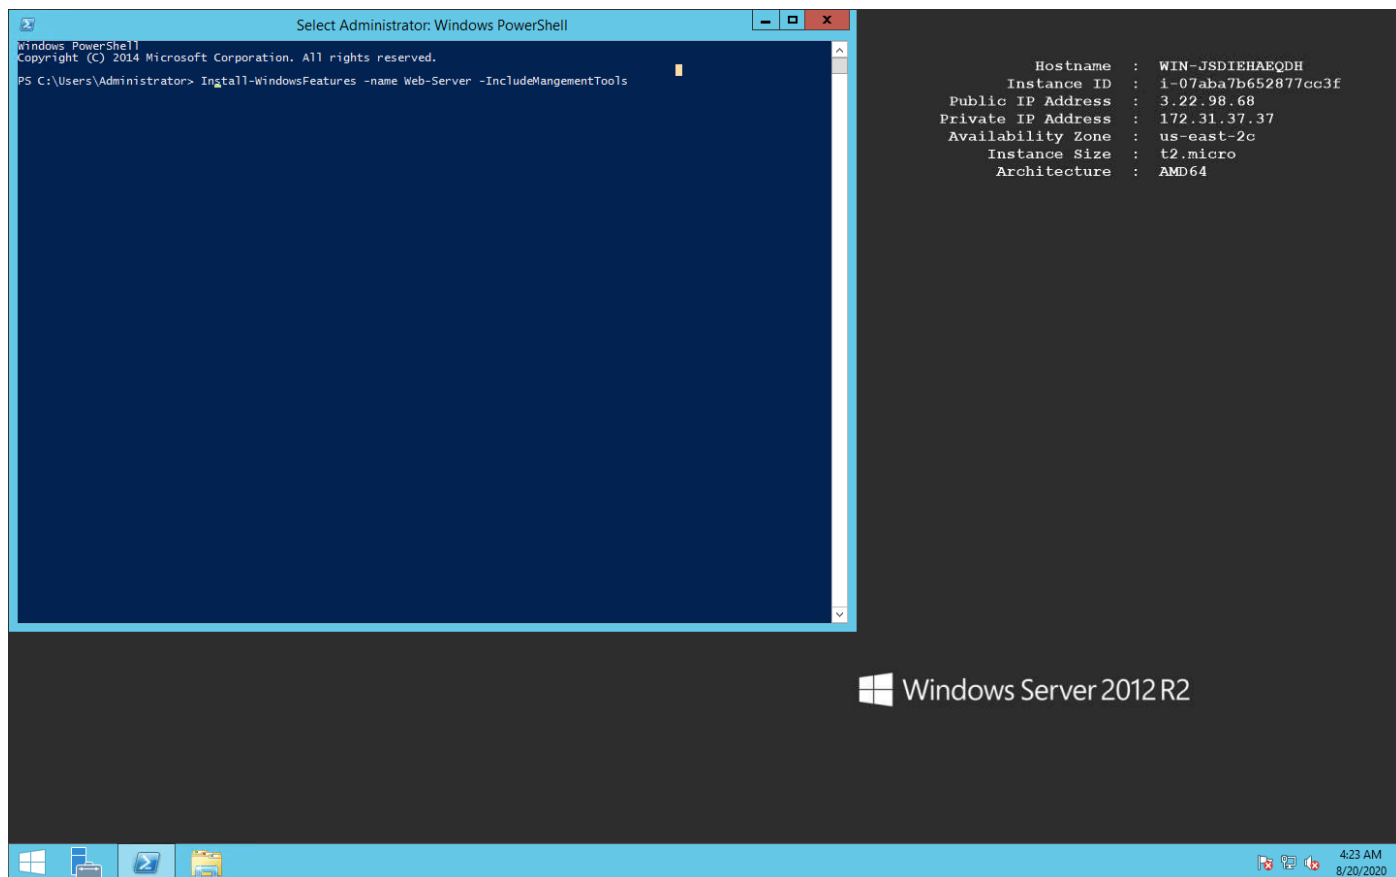 Select Administrator: Windows PowerShell
Windows PowerShell
Copyright (C) 2014 Microsoft Corporation. All rights reserved.
PS C:\Users\Administrator> Install-WindowsFeatures -name Web-Server -IncludeMangementTools
Hostname : WIN-JSDIEHAEQDH
Instance ID : i-07aba7b652877cc3f
Public IP Address : 3.22.98.68
Private IP Address : 172.31.37.37
Availability Zone : us-east-2c
Instance Size : t2.micro
Architecture : AMD64
Windows Server 2012 R2
4:23 AM
8/20/2020